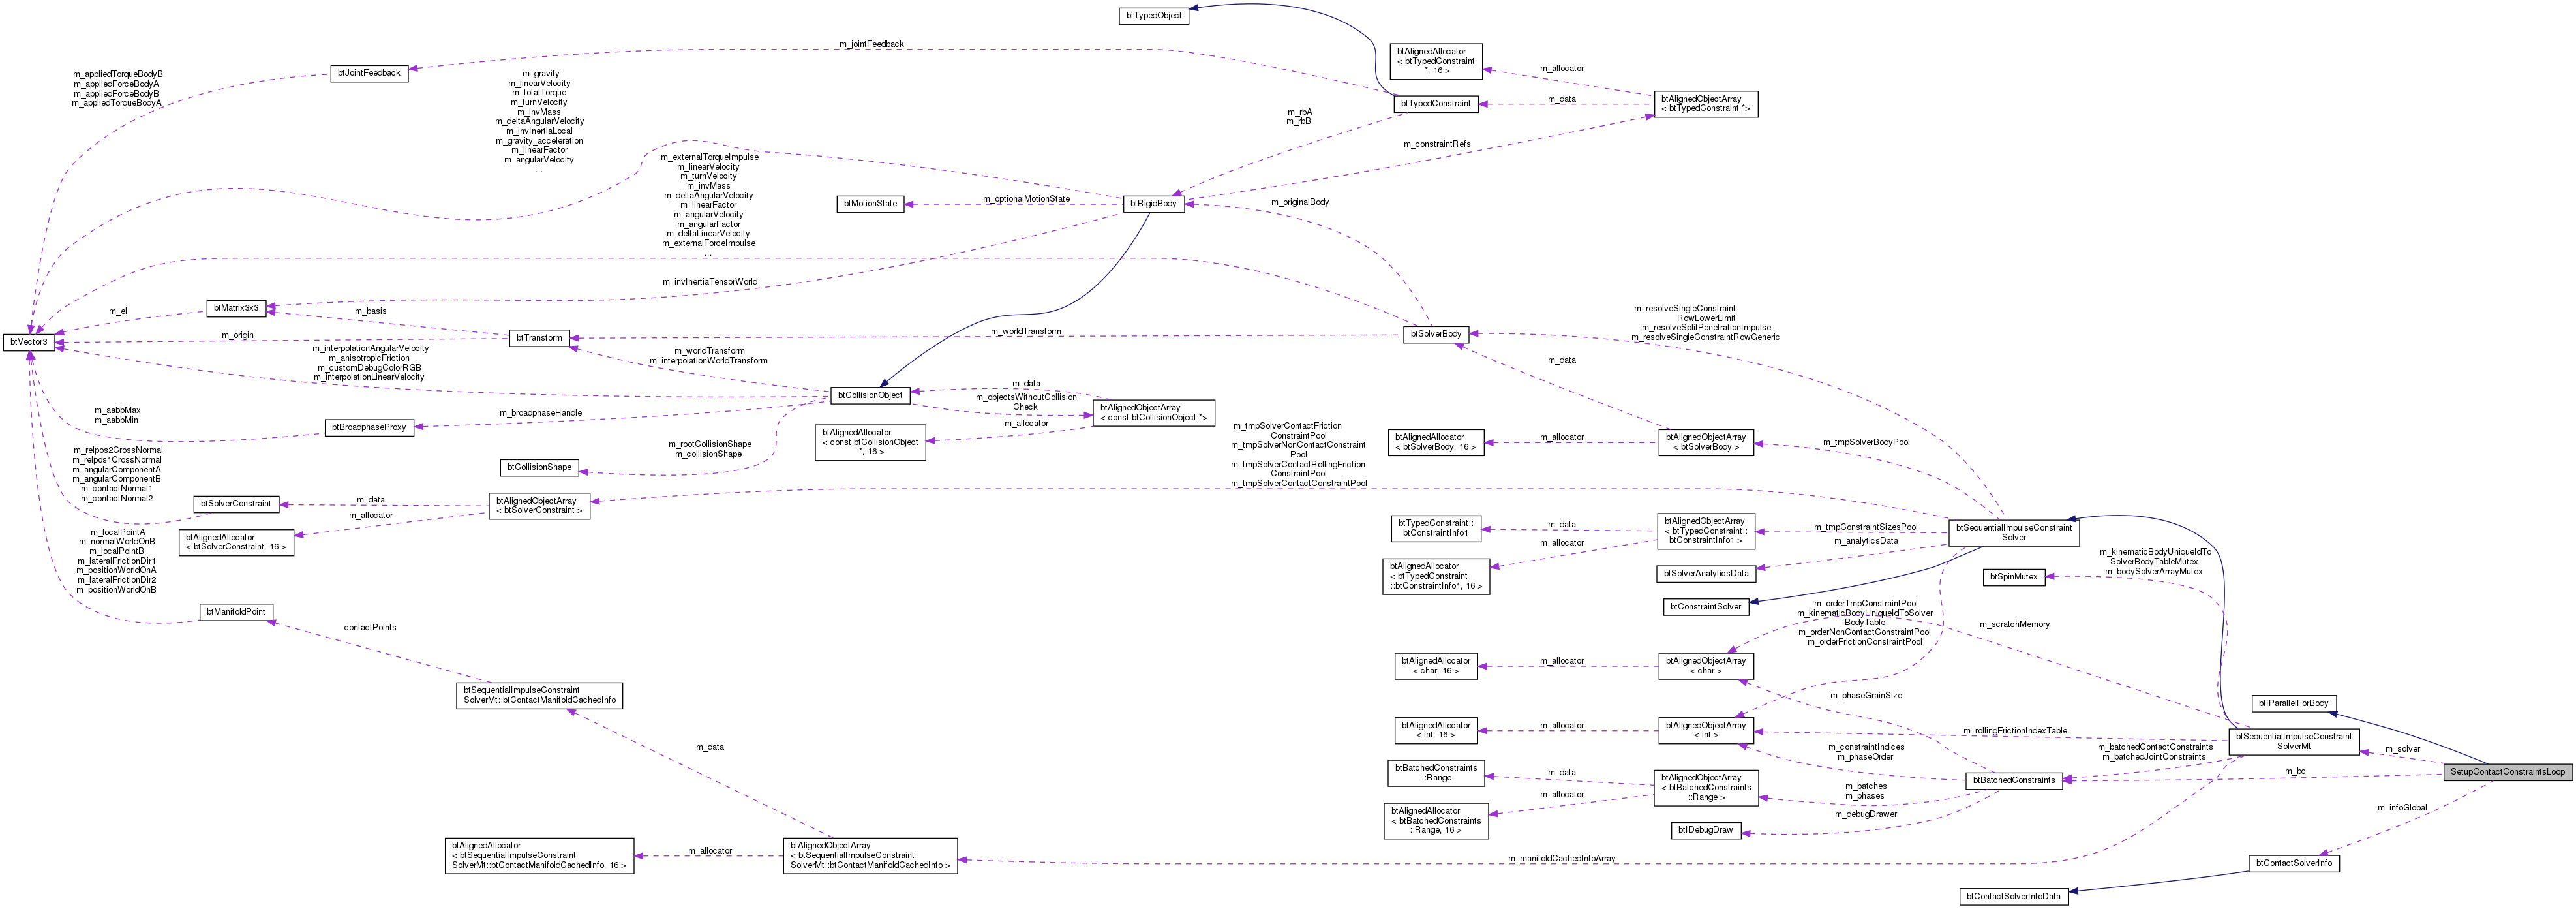 btTypedObject
m_jointFeedback
btJointFeedback
m_appliedTorqueBodyB
m_appliedForceBodyA
m_appliedForceBodyB
m_appliedTorqueBodyA
m_gravity
m_linearVelocity
m_totalTorque
m_turnVelocity
m_invMass
m_deltaAngularVelocity
m_invInertiaLocal
m_gravity_acceleration
m_linearFactor
m_angularVelocity
...
btAlignedAllocator
< btTypedConstraint
*, 16 >
m_allocator
btTypedConstraint
m_data
btAlignedObjectArray
< btTypedConstraint *>
m_rbA
m_rbB
m_constraintRefs
m_externalTorqueImpulse
m_linearVelocity
m_turnVelocity
m_invMass
m_deltaAngularVelocity
m_linearFactor
m_angularVelocity
m_angularFactor
m_deltaLinearVelocity
m_externalForceImpulse
...
btMotionState
m_optionalMotionState
btRigidBody
m_originalBody
m_invInertiaTensorWorld
btMatrix3x3
m_el
m_basis
btVector3
m_origin
btTransform
m_worldTransform
btSolverBody
m_resolveSingleConstraint
RowLowerLimit
m_resolveSplitPenetrationImpulse
m_resolveSingleConstraintRowGeneric
m_interpolationAngularVelocity
m_anisotropicFriction
m_customDebugColorRGB
m_interpolationLinearVelocity
m_worldTransform
m_interpolationWorldTransform
m_data
btCollisionObject
m_data
m_objectsWithoutCollision
Check
btAlignedObjectArray
< const btCollisionObject *>
m_aabbMax
m_aabbMin
btBroadphaseProxy
m_broadphaseHandle
m_allocator
btAlignedAllocator
< const btCollisionObject
*, 16 >
m_tmpSolverContactFriction
ConstraintPool
m_tmpSolverNonContactConstraint
Pool
m_tmpSolverContactRollingFriction
ConstraintPool
m_tmpSolverContactConstraintPool
btAlignedAllocator
< btSolverBody, 16 >
m_allocator
btAlignedObjectArray
< btSolverBody >
m_tmpSolverBodyPool
m_rootCollisionShape
m_collisionShape
btCollisionShape
m_relpos2CrossNormal
m_relpos1CrossNormal
m_angularComponentA
m_angularComponentB
m_contactNormal1
m_contactNormal2
btSolverConstraint
m_data
btAlignedObjectArray
< btSolverConstraint >
m_allocator
btAlignedAllocator
< btSolverConstraint, 16 >
btTypedConstraint::
btConstraintInfo1
m_data
btAlignedObjectArray
< btTypedConstraint::
btConstraintInfo1 >
m_tmpConstraintSizesPool
btSequentialImpulseConstraint
Solver
m_allocator
m_analyticsData
m_localPointA
m_normalWorldOnB
m_localPointB
m_lateralFrictionDir1
m_positionWorldOnA
m_lateralFrictionDir2
m_positionWorldOnB
btAlignedAllocator
< btTypedConstraint
::btConstraintInfo1, 16 >
btSolverAnalyticsData
btSpinMutex
m_kinematicBodyUniqueIdTo
SolverBodyTableMutex
m_bodySolverArrayMutex
btConstraintSolver
btManifoldPoint
contactPoints
m_orderTmpConstraintPool
m_kinematicBodyUniqueIdToSolver
BodyTable
m_orderNonContactConstraintPool
m_orderFrictionConstraintPool
m_scratchMemory
btAlignedAllocator
< char, 16 >
m_allocator
btAlignedObjectArray
< char >
btSequentialImpulseConstraint
SolverMt::btContactManifoldCachedInfo
m_phaseGrainSize
btIParallelForBody
btAlignedAllocator
< int, 16 >
m_allocator
btAlignedObjectArray
< int >
m_rollingFrictionIndexTable
btSequentialImpulseConstraint
SolverMt
m_data
m_constraintIndices
m_phaseOrder
m_batchedContactConstraints
m_batchedJointConstraints
m_solver
btBatchedConstraints
::Range
m_data
btAlignedObjectArray
< btBatchedConstraints
::Range >
btBatchedConstraints
m_bc
SetupContactConstraintsLoop
m_batches
m_phases
m_allocator
btAlignedAllocator
< btBatchedConstraints
::Range, 16 >
m_debugDrawer
btIDebugDraw
m_infoGlobal
btAlignedAllocator
< btSequentialImpulseConstraint
SolverMt::btContactManifoldCachedInfo, 16 >
m_allocator
btAlignedObjectArray
< btSequentialImpulseConstraint
SolverMt::btContactManifoldCachedInfo >
m_manifoldCachedInfoArray
btContactSolverInfo
btContactSolverInfoData